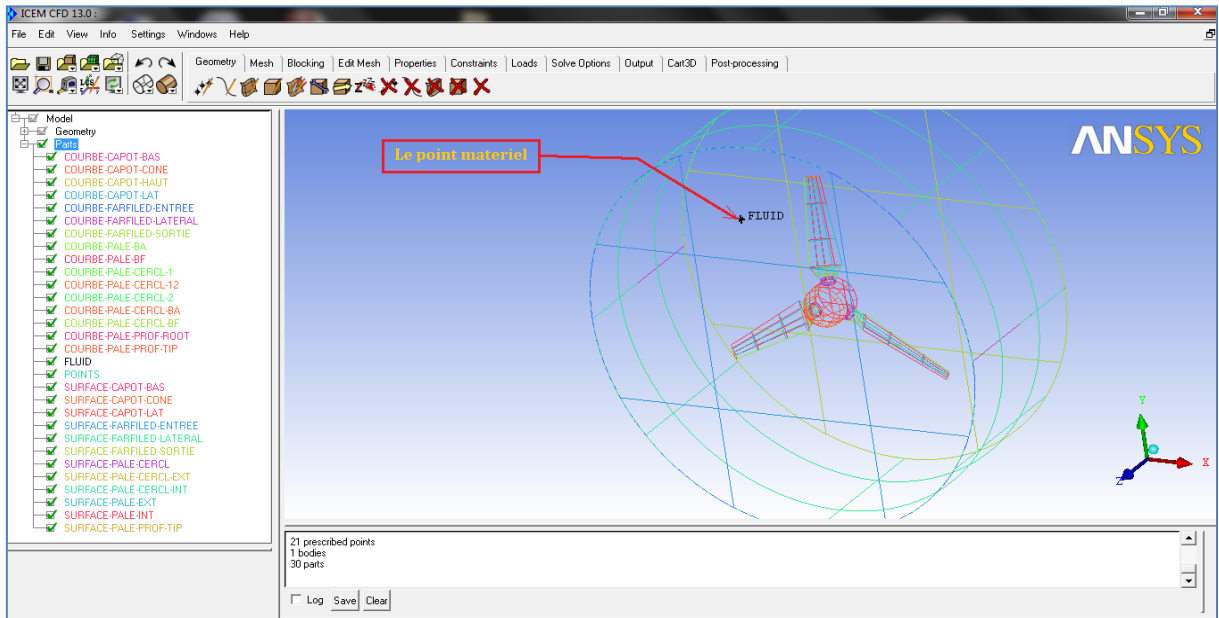 ICEM CFD 13.0 :
File Edit View Info Settings Windows Help
Geometry Mesh Blocking Edit Mesh Properties Constraints Loads Solve Options Output Cart3D Post-processing
Model
Geometry
Parts
COURBE-CAPOT-BAS
COURBE-CAPOT-CONE
COURBE-CAPOT-HAUT
COURBE-CAPOT-LAT
COURBE-FARFILED-ENTREE
COURBE-FARFILED-LATERAL
COURBE-FARFILED-SORTIE
COURBE-PALE-BA
COURBE-PALE-BF
COURBE-PALE-CERCL-1
COURBE-PALE-CERCL-12
COURBE-PALE-CERCL-2
COURBE-PALE-CERCL-BA
COURBE-PALE-CERCL-BF
COURBE-PALE-PROF-ROOT
COURBE-PALE-PROF-TIP
FLUID
POINTS
SURFACE-CAPOT-BAS
SURFACE-CAPOT-CONE
SURFACE-CAPOT-LAT
SURFACE-FARFILED-ENTREE
SURFACE-FARFILED-LATERAL
SURFACE-FARFILED-SORTIE
SURFACE-PALE-CERCL
SURFACE-PALE-CERCL-EXT
SURFACE-PALE-CERCL-INT
SURFACE-PALE-EXT
SURFACE-PALE-INT
SURFACE-PALE-PROF-TIP
ANSYS
Le point materiel
FLUID
Y
X
Z
21 prescribed points
1 bodies
30 parts
Log Save Clear